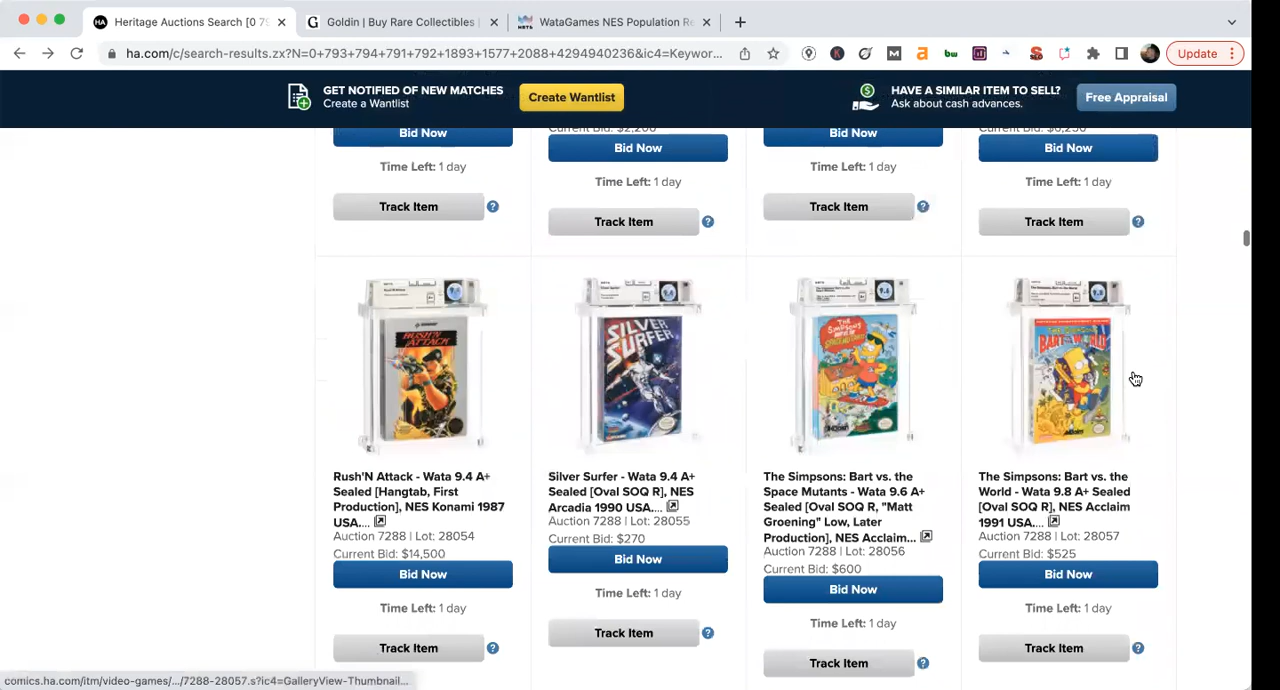 Heritage Auctions Search [0 79
Goldin | Buy Rare Collectibles |
WataGames NES Population Re
ha.com/c/search-results.zx?N=0+793+794+791+792+1893+1577+2088+4294940236&ic4=Keywor...
Update
GET NOTIFIED OF NEW MATCHES
Create a Wantlist
Create Wantlist
HAVE A SIMILAR ITEM TO SELL?
Ask about cash advances.
Free Appraisal
Current Bid: $2,200
Current Bid: $6,250
Bid Now
Bid Now
Bid Now
Bid Now
Time Left: 1 day
Time Left: 1 day
Time Left: 1 day
Time Left: 1 day
Track Item
Track Item
Track Item
Track Item
RUSH'N
ATTACK
SILVER
SURFER
THE
SIMPSONS
BART WORLD
Rush'N Attack - Wata 9.4 A+
Sealed [Hangtab, First
Production], NES Konami 1987
USA....
Auction 7288 | Lot: 28054
Current Bid: $14,500
Bid Now
Time Left: 1 day
Track Item
Silver Surfer - Wata 9.4 A+
Sealed [Oval SOQ R], NES
Arcadia 1990 USA....
Auction 7288 | Lot: 28055
Current Bid: $270
Bid Now
Time Left: 1 day
Track Item
The Simpsons: Bart vs. the
Space Mutants - Wata 9.6 A+
Sealed [Oval SOQ R, "Matt
Groening" Low, Later
Production], NES Acclaim...
Auction 7288 | Lot: 28056
Current Bid: $600
Bid Now
Time Left: 1 day
Track Item
The Simpsons: Bart vs. the
World - Wata 9.8 A+ Sealed
[Oval SOQ R], NES Acclaim
1991 USA....
Auction 7288 | Lot: 28057
Current Bid: $525
Bid Now
Time Left: 1 day
Track Item
comics.ha.com/itm/video-games/.../7288-28057.s?ic4=GalleryView-Thumbnail...